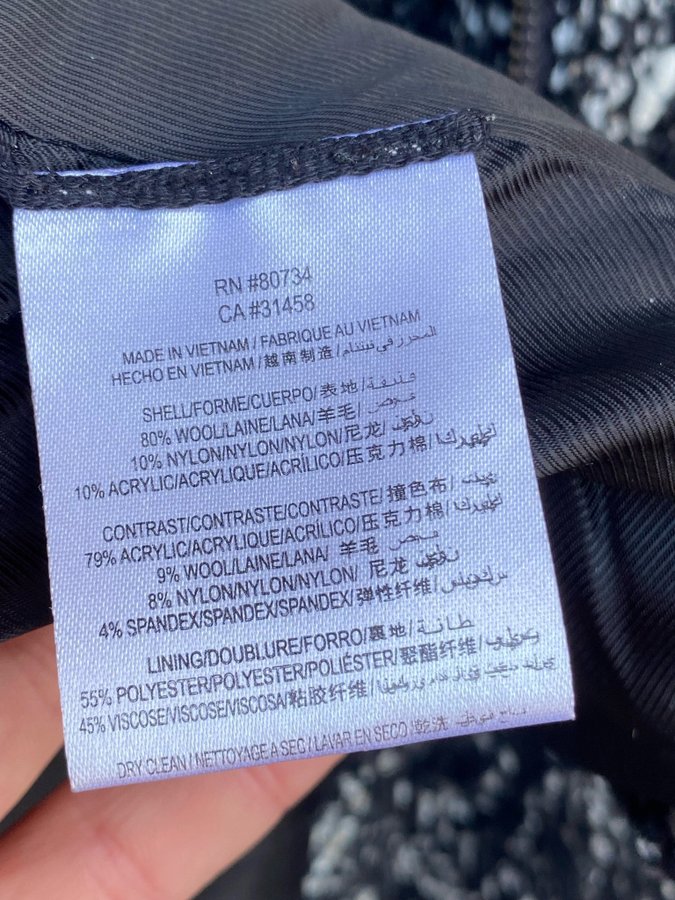 RN #80734
CA #31458
MADE IN VIETNAM / FABRIQUE AU VIETNAM
HECHO EN VIETNAM / 越南制造 /
SHELL/FORME/CUERPO/表地/
80% WOOL/LAINE/LANA/羊毛/
10% NYLON/NYLON/NYLON/尼龙/
10% ACRYLIC/ACRYLIQUE/ACRÍLICO/压克力棉/
CONTRAST/CONTRASTE/CONTRASTE/撞色布/
79% ACRYLIC/ACRYLIQUE/ACRÍLICO/压克力棉/
9% WOOL/LAINE/LANA/ 羊毛
8% NYLON/NYLON/NYLON/ 尼龙
4% SPANDEX/SPANDEX/SPANDEX/弹性纤维/
LINING/DOUBLURE/FORRO/裏地/ بطانة
55% POLYESTER/POLYESTER/POLIÉSTER/聚酯纤维/
45% VISCOSE/VISCOSE/VISCOSA/粘胶纤维/
DRY CLEAN / NETTOYAGE A SEC / LAVAR EN SECO / 乾洗